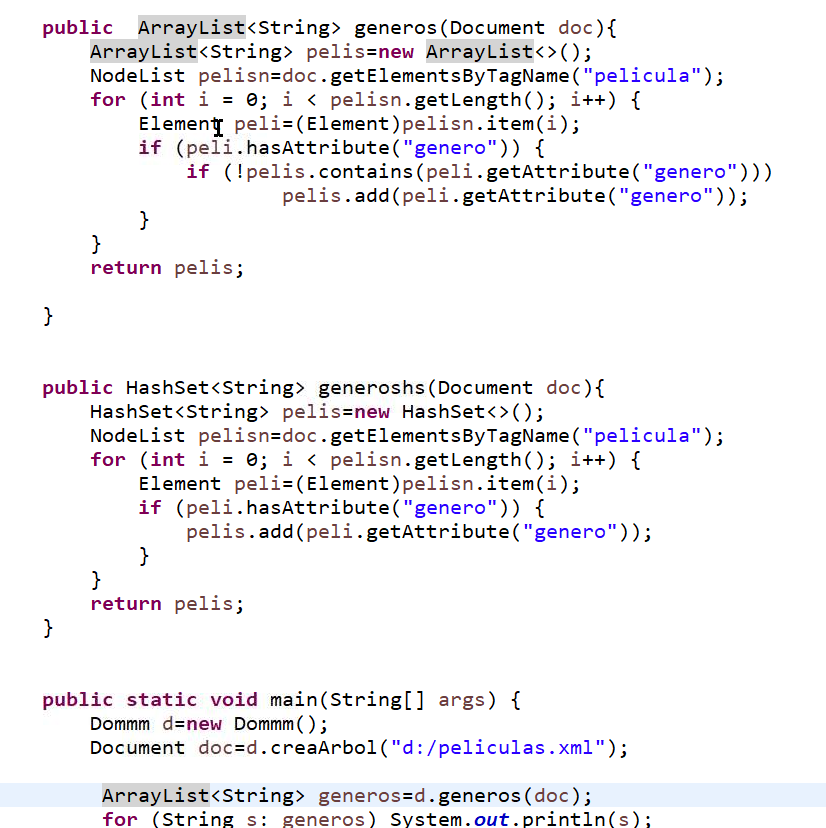 public  ArrayList<String> generos(Document doc){
ArrayList<String> pelis=new ArrayList<>();
NodeList pelisn=doc.getElementsByTagName("pelicula");
for (int i = 0; i < pelisn.getLength(); i++) {
Element peli=(Element)pelisn.item(i);
if (peli.hasAttribute("genero")) {
if (!pelis.contains(peli.getAttribute("genero")))
pelis.add(peli.getAttribute("genero"));
}
}
return pelis;
}
public HashSet<String> generoshs(Document doc){
HashSet<String> pelis=new HashSet<>();
NodeList pelisn=doc.getElementsByTagName("pelicula");
for (int i = 0; i < pelisn.getLength(); i++) {
Element peli=(Element)pelisn.item(i);
if (peli.hasAttribute("genero")) {
pelis.add(peli.getAttribute("genero"));
}
}
return pelis;
}
public static void main(String[] args) {
Dommm d=new Dommm();
Document doc=d.creaArbol("d:/peliculas.xml");
ArrayList<String> generos=d.generos(doc);
for (String s: generos) System.out.println(s);